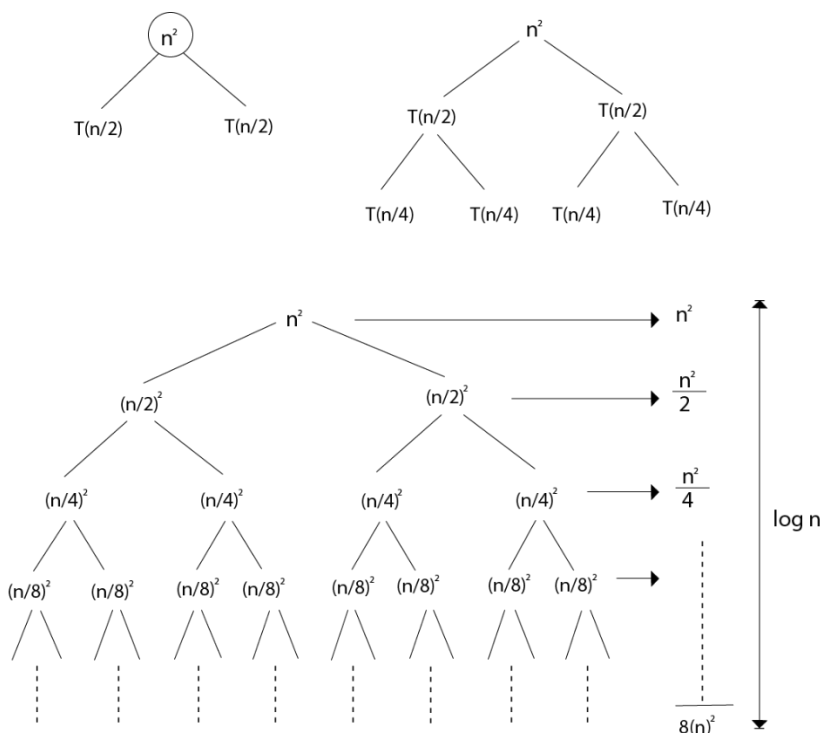 n²
T(n/2) T(n/2)
n²
T(n/2) T(n/2)
T(n/4) T(n/4) T(n/4) T(n/4)
n² n²
(n/2)² (n/2)² n²
2
(n/4)² (n/4)² (n/4)² (n/4)² n²
4
log n
(n/8)² (n/8)² (n/8)² (n/8)² (n/8)² (n/8)² (n/8)² (n/8)²
8(n)²